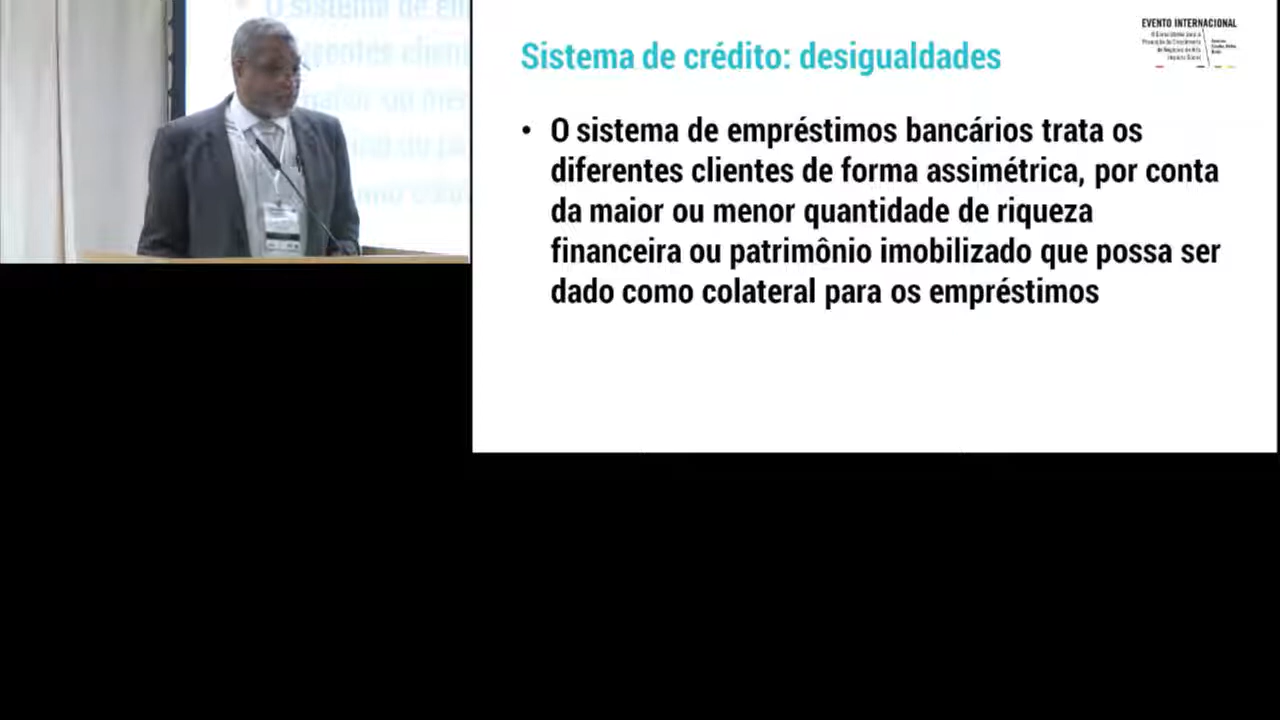 Sistema de crédito: desigualdades
EVENTO INTERNACIONAL
• O sistema de empréstimos bancários trata os
diferentes clientes de forma assimétrica, por conta
da maior ou menor quantidade de riqueza
financeira ou patrimônio imobilizado que possa ser
dado como colateral para os empréstimos